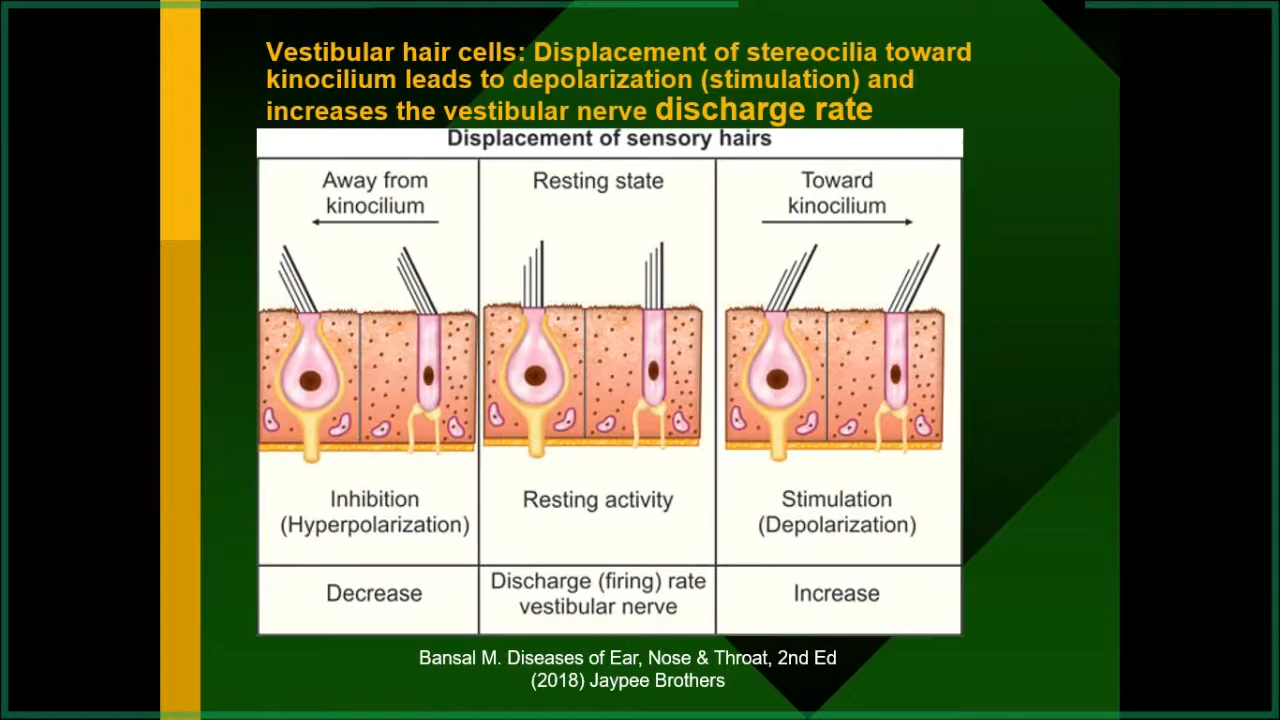 Vestibular hair cells: Displacement of stereocilia toward
kinocilium leads to depolarization (stimulation) and
increases the vestibular nerve discharge rate
Displacement of sensory hairs
Away from
kinocilium
Resting state
Toward
kinocilium
Inhibition
(Hyperpolarization)
Resting activity
Stimulation
(Depolarization)
Decrease
Discharge (firing) rate
vestibular nerve
Increase
Bansal M. Diseases of Ear, Nose & Throat, 2nd Ed
(2018) Jaypee Brothers